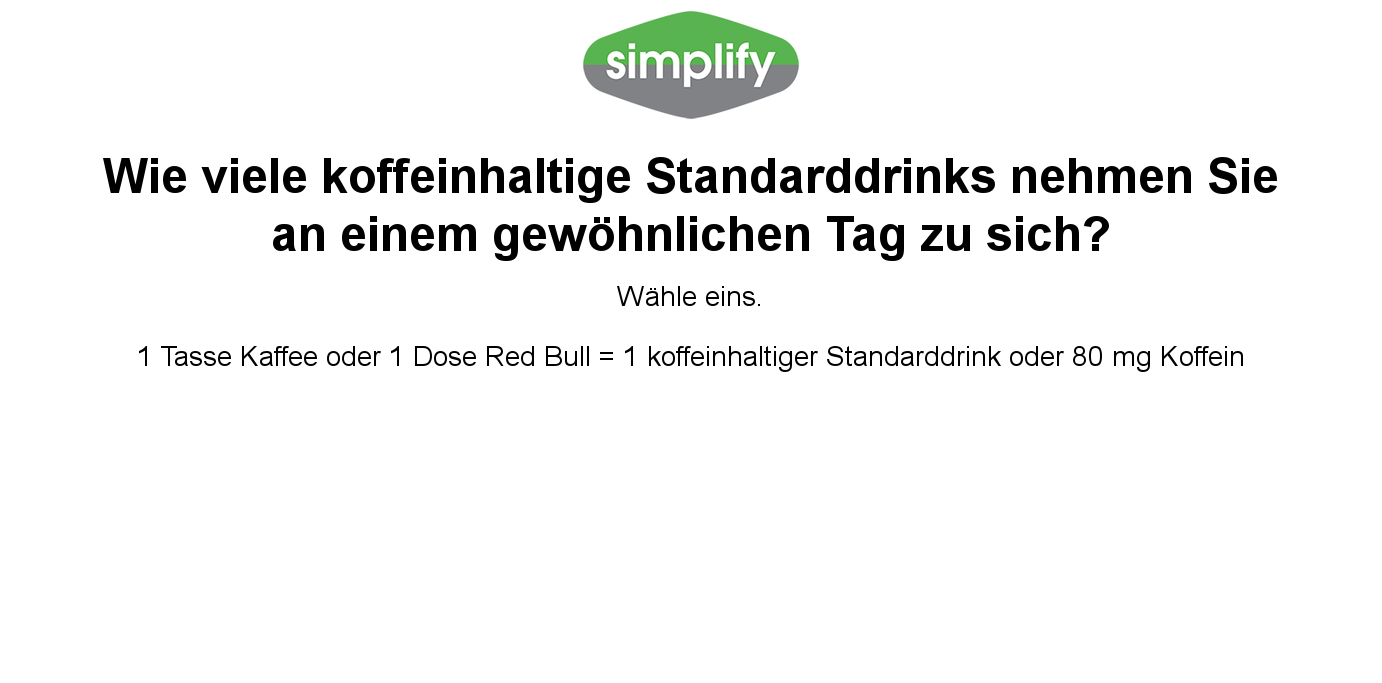 simplify
Wie viele koffeinhaltige Standarddrinks nehmen Sie
an einem gewöhnlichen Tag zu sich?
Wähle eins.
1 Tasse Kaffee oder 1 Dose Red Bull = 1 koffeinhaltiger Standarddrink oder 80 mg Koffein